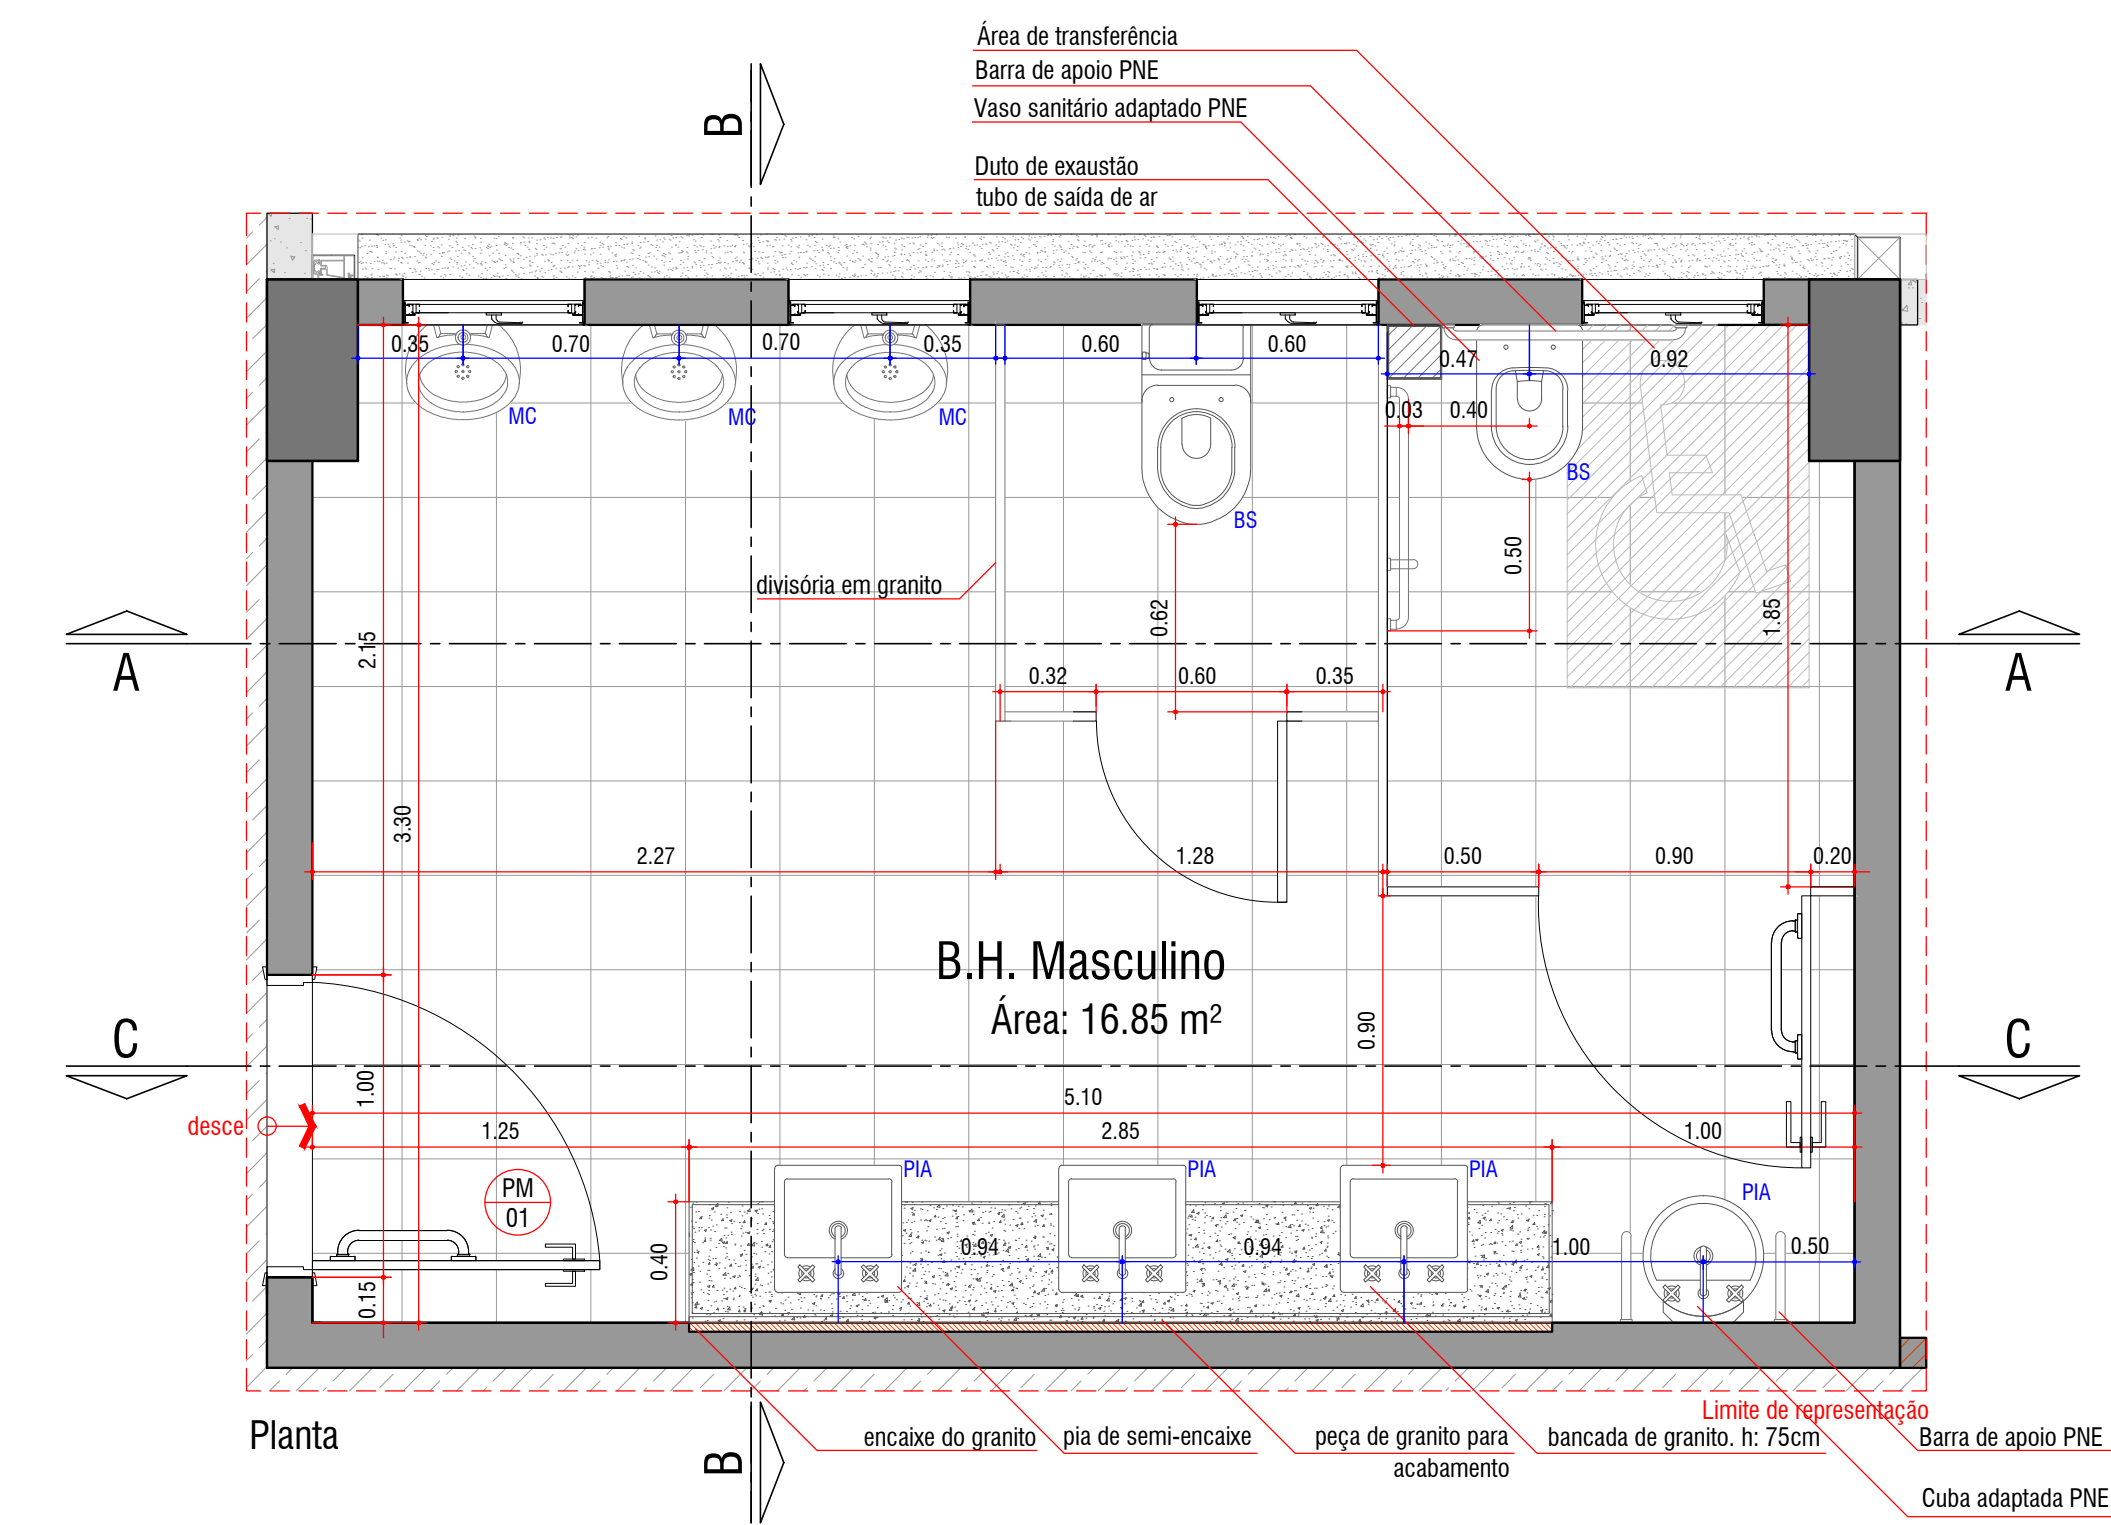 Área de transferência
Barra de apoio PNE
Vaso sanitário adaptado PNE
B
Duto de exaustão
tubo de saída de ar
0.35
0.70
0.70
0.35
0.60
0.60
0.47
0.92
MC
MC
MC
0.03
0.40
BS
BS
0.50
divisória em granito
0.62
1.85
2.15
A
A
0.32
0.60
0.35
3.30
2.27
1.28
0.50
0.90
0.20
B.H. Masculino
Área: 16.85 m²
0.90
C
C
1.00
5.10
desce
1.25
2.85
1.00
PIA
PIA
PIA
PIA
PM
01
0.40
0.94
0.94
1.00
0.50
0.15
Limite de representação
Planta
encaixe do granito
pia de semi-encaixe
peça de granito para
acabamento
bancada de granito. h: 75cm
Barra de apoio PNE
B
Cuba adaptada PNE